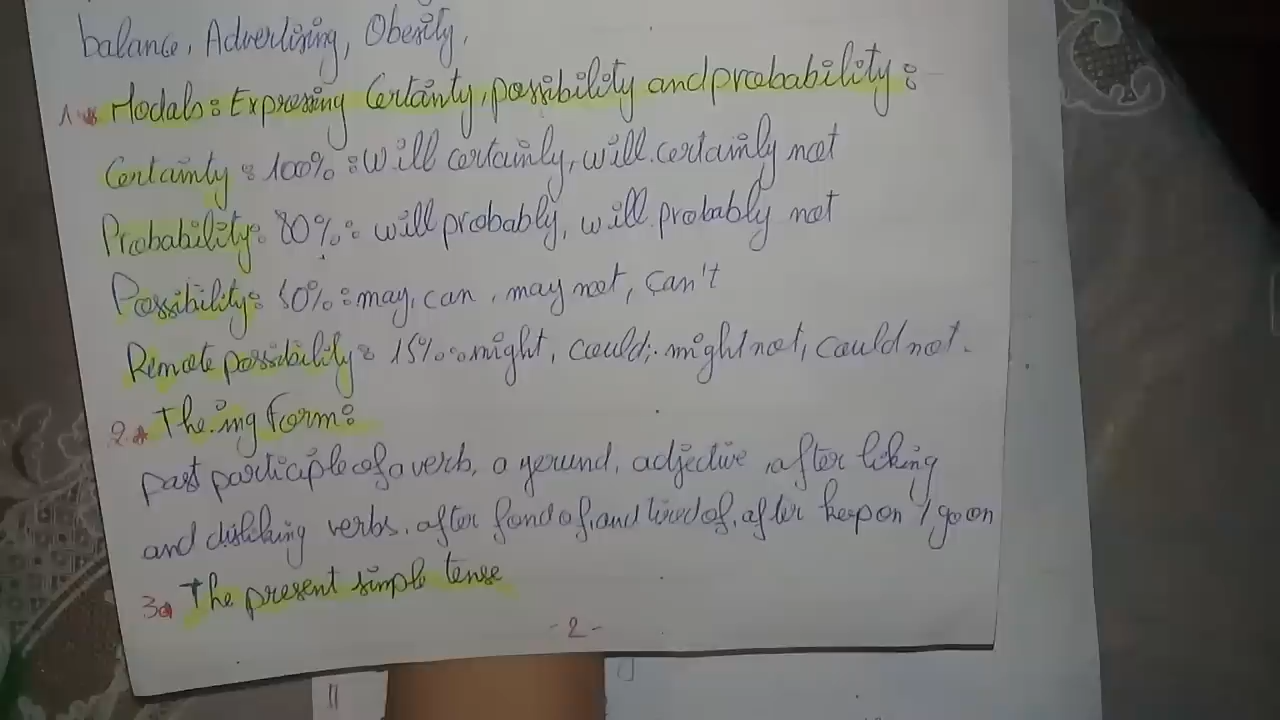 balance, Advertising, Obesity,
1* Modals: Expressing Certainty, possibility and probability:
Certainty: 100%: will certainly, will certainly not
Probability: 80%: will probably, will probably not
Possibility: 50%: may, can, may not, can't
Remote possibility: 15%: might, could, might not, could not.
2* The ing form:
past participle of a verb, a gerund, adjective, after liking
and disliking verbs, after fond of, and tired of, after keep on / go on
3* The present simple tense
- 2 -